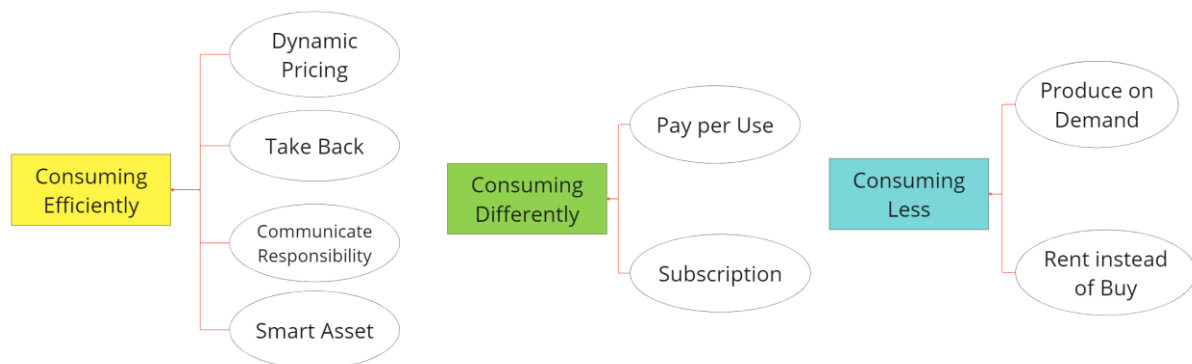 Consuming
Efficiently
Dynamic
Pricing
Take Back
Communicate
Responsibility
Smart Asset
Consuming
Differently
Pay per Use
Subscription
Consuming
Less
Produce on
Demand
Rent instead
of Buy